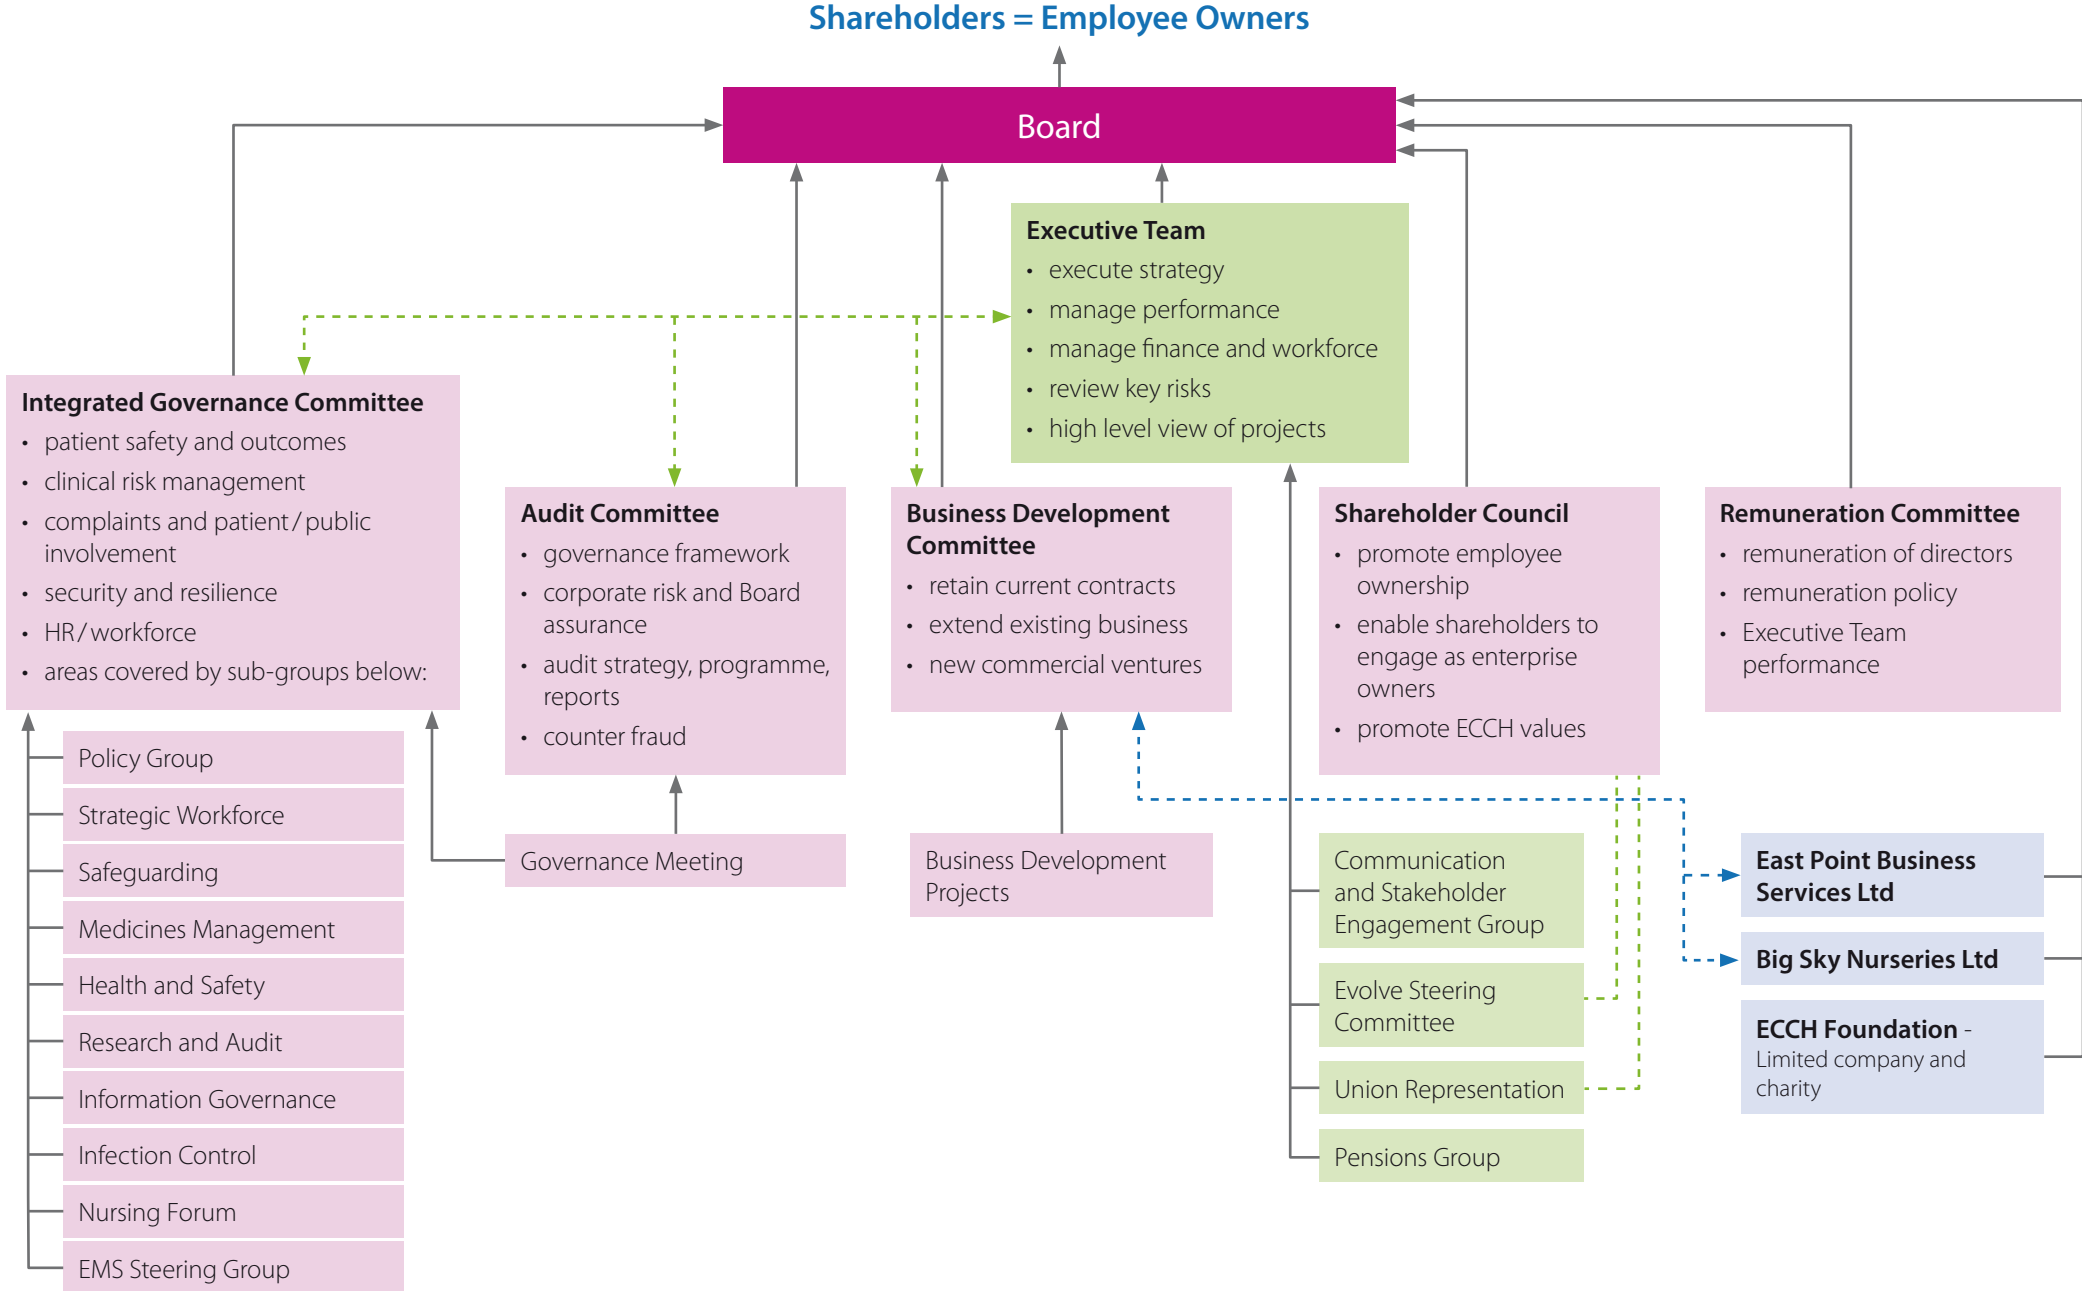 Shareholders = Employee Owners
Board
Executive Team
• execute strategy
• manage performance
• manage finance and workforce
• review key risks
• high level view of projects
Integrated Governance Committee
• patient safety and outcomes
• clinical risk management
• complaints and patient/public
involvement
• security and resilience
• HR/workforce
• areas covered by sub-groups below:
Audit Committee
• governance framework
• corporate risk and Board
assurance
• audit strategy, programme,
reports
• counter fraud
Business Development
Committee
• retain current contracts
• extend existing business
• new commercial ventures
Shareholder Council
• promote employee
ownership
• enable shareholders to
engage as enterprise
owners
• promote ECCH values
Remuneration Committee
• remuneration of directors
• remuneration policy
• Executive Team
performance
Policy Group
Strategic Workforce
Safeguarding
Medicines Management
Health and Safety
Research and Audit
Information Governance
Infection Control
Nursing Forum
EMS Steering Group
Governance Meeting
Business Development
Projects
Communication
and Stakeholder
Engagement Group
Evolve Steering
Committee
Union Representation
Pensions Group
East Point Business
Services Ltd
Big Sky Nurseries Ltd
ECCH Foundation -
Limited company and
charity